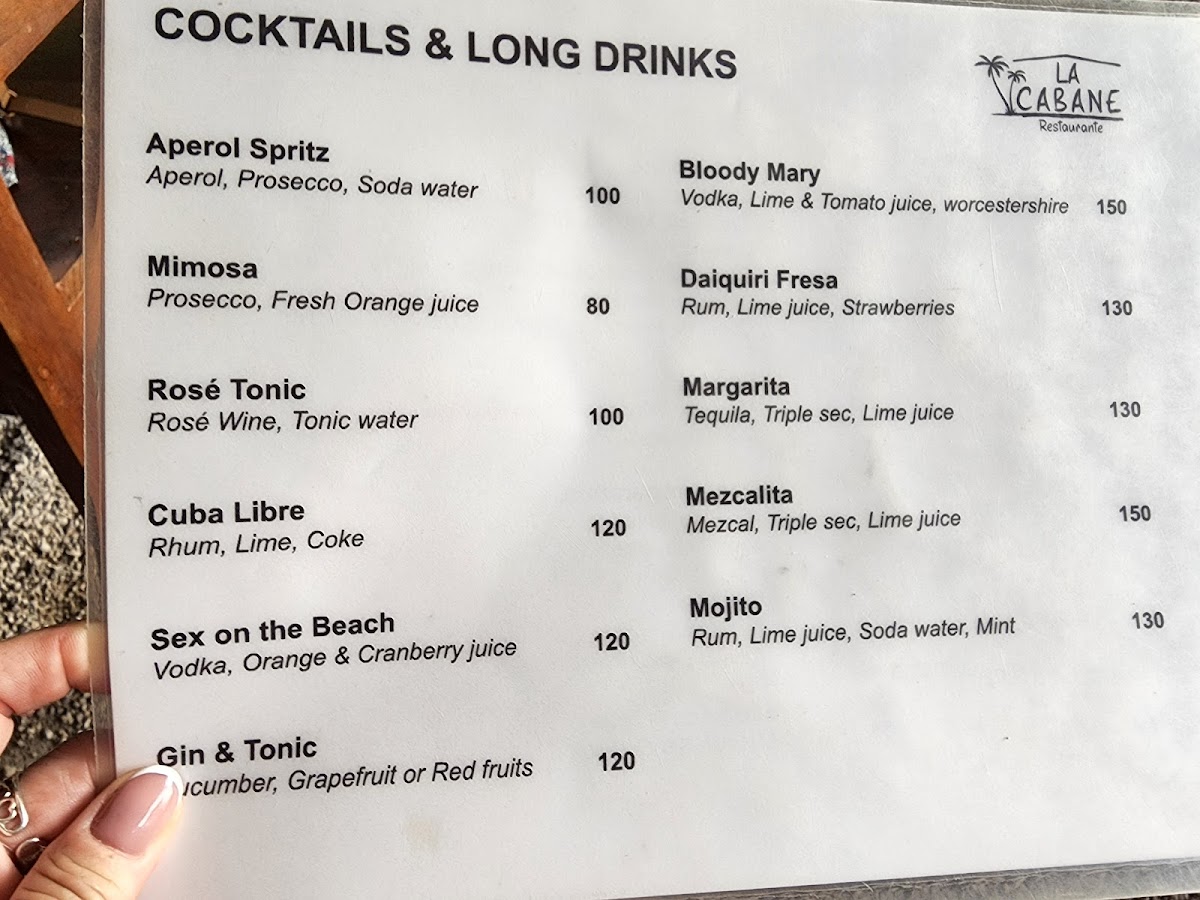 COCKTAILS & LONG DRINKS
LA
CABANE
Restaurante
Aperol Spritz
Aperol, Prosecco, Soda water 100
Mimosa
Prosecco, Fresh Orange juice 80
Rosé Tonic
Rosé Wine, Tonic water 100
Cuba Libre
Rhum, Lime, Coke 120
Sex on the Beach
Vodka, Orange & Cranberry juice 120
Gin & Tonic
Cucumber, Grapefruit or Red fruits 120
Bloody Mary
Vodka, Lime & Tomato juice, worcestershire 150
Daiquiri Fresa
Rum, Lime juice, Strawberries 130
Margarita
Tequila, Triple sec, Lime juice 130
Mezcalita
Mezcal, Triple sec, Lime juice 150
Mojito
Rum, Lime juice, Soda water, Mint 130